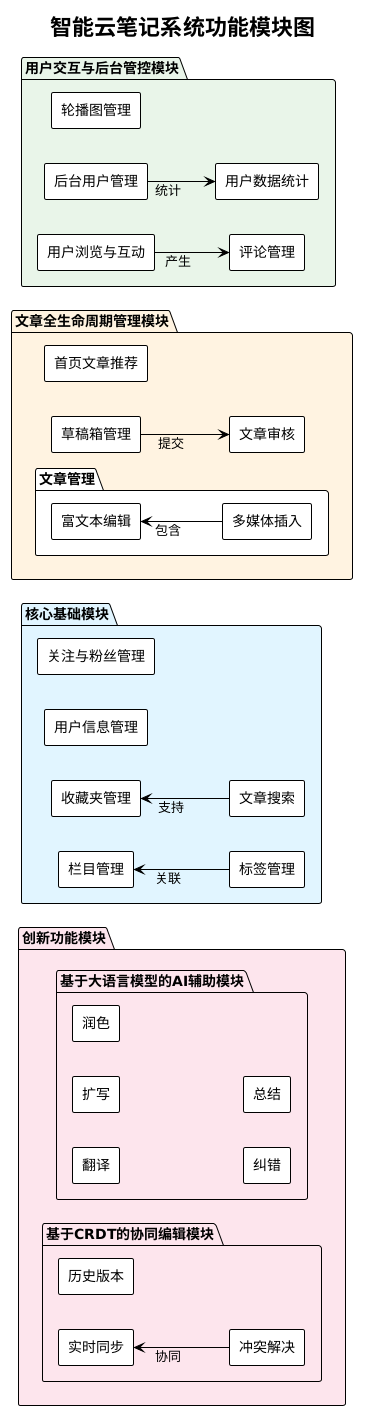 智能云笔记系统功能模块图
用户交互与后台管控模块
轮播图管理
后台用户管理
统计
用户数据统计
用户浏览与互动
产生
评论管理
文章全生命周期管理模块
首页文章推荐
草稿箱管理
提交
文章审核
文章管理
富文本编辑
包含
多媒体插入
核心基础模块
关注与粉丝管理
用户信息管理
收藏夹管理
支持
文章搜索
栏目管理
关联
标签管理
创新功能模块
基于大语言模型的AI辅助模块
润色
扩写
总结
翻译
纠错
基于CRDT的协同编辑模块
历史版本
实时同步
协同
冲突解决